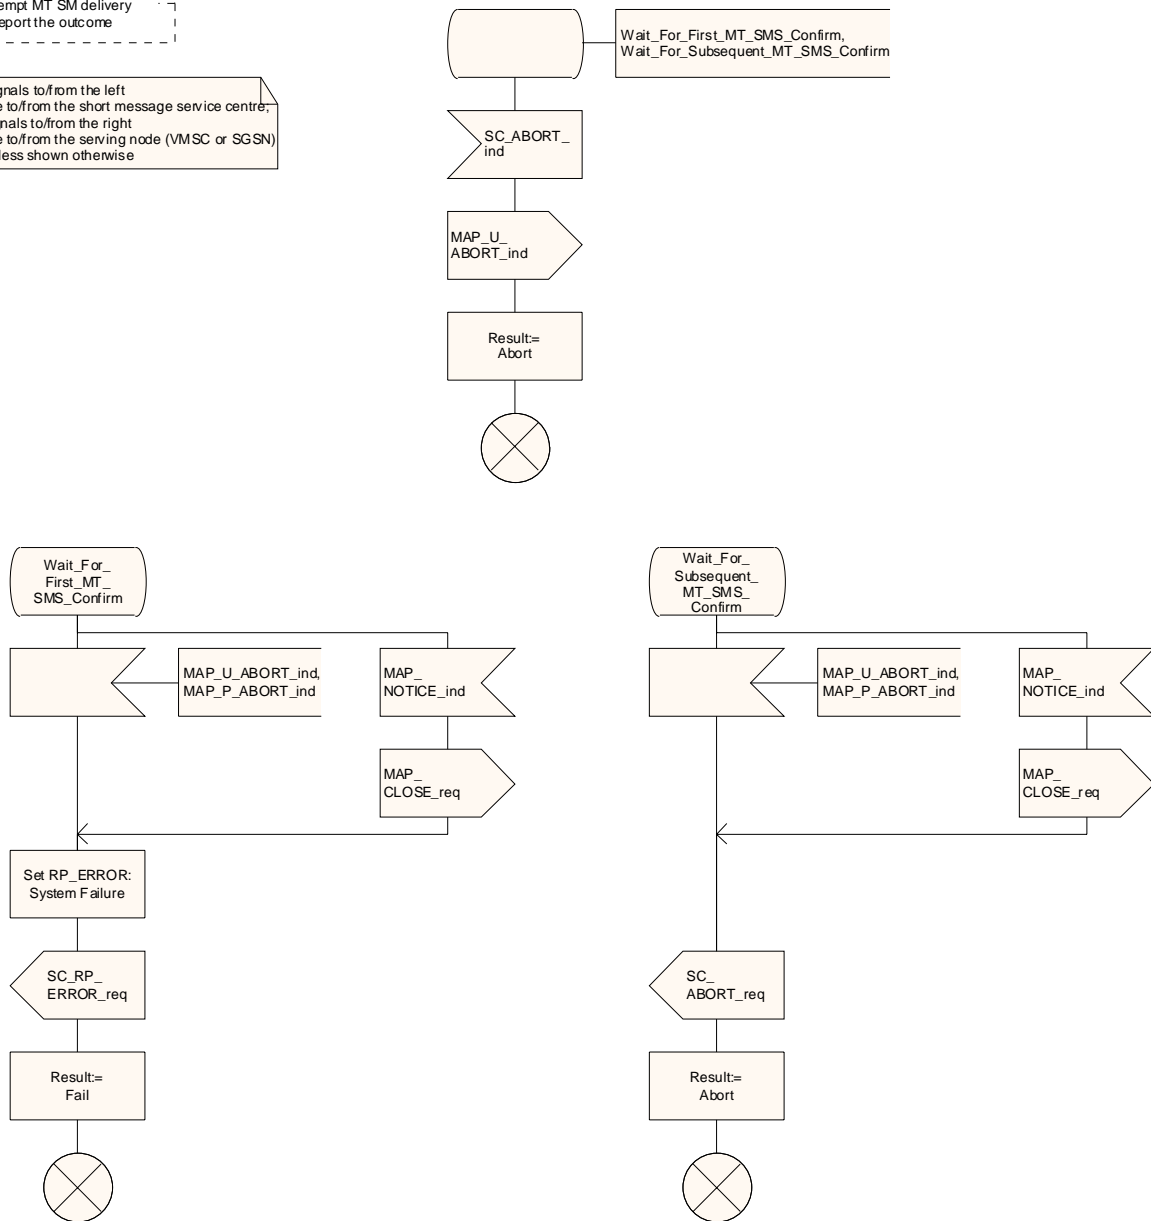 empt MT SM delivery
eport the outcome
gnals to/from the left
e to/from the short message service centre;
gnals to/from the right
e to/from the serving node (VMSC or SGSN)
less shown otherwise
Wait_For_First_MT_SMS_Confirm,
Wait_For_Subsequent_MT_SMS_Confirm
SC_ABORT_
ind
MAP_U_
ABORT_ind
Result:=
Abort
Wait_For_
First_MT_
SMS_Confirm
MAP_U_ABORT_ind,
MAP_P_ABORT_ind
MAP_
NOTICE_ind
MAP_
CLOSE_req
Set RP_ERROR:
System Failure
SC_RP_
ERROR_req
Result:=
Fail
Wait_For_
Subsequent_
MT_SMS_
Confirm
MAP_U_ABORT_ind,
MAP_P_ABORT_ind
MAP_
NOTICE_ind
MAP_
CLOSE_req
SC_
ABORT_req
Result:=
Abort